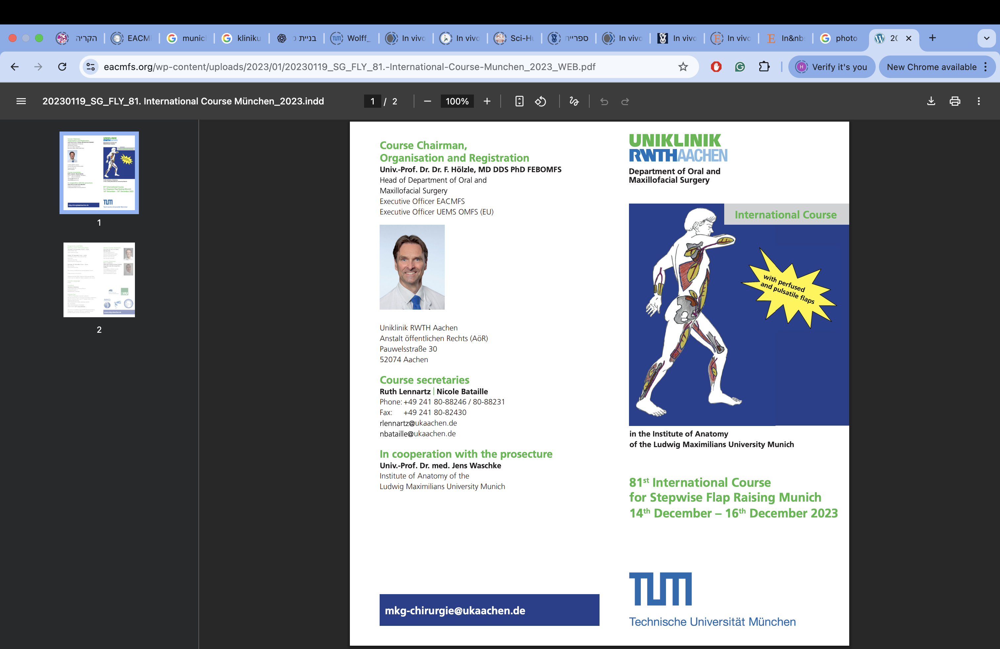 הקריה
EACM
munic
kliniku
בניית
Wolff_
In vivo
In vivo
Sci-Hu
ספריית
In vivo
In vivo
In vivo
In&nb
photo
20
eacmfs.org/wp-content/uploads/2023/01/20230119_SG_FLY_81.-International-Course-Munchen_2023_WEB.pdf
Verify it's you
New Chrome available
20230119_SG_FLY_81. International Course München_2023.indd
1 / 2
100%
1
2
Course Chairman,
Organisation and Registration
Univ.-Prof. Dr. Dr. F. Hölzle, MD DDS PhD FEBOMFS
Head of Department of Oral and
Maxillofacial Surgery
Executive Officer EACMFS
Executive Officer UEMS OMFS (EU)
Uniklinik RWTH Aachen
Anstalt öffentlichen Rechts (AöR)
Pauwelsstraße 30
52074 Aachen
Course secretaries
Ruth Lennartz | Nicole Bataille
Phone: +49 241 80-88246 / 80-88231
Fax: +49 241 80-82430
rlennartz@ukaachen.de
nbataille@ukaachen.de
In cooperation with the prosecture
Univ.-Prof. Dr. med. Jens Waschke
Institute of Anatomy of the
Ludwig Maximilians University Munich
mkg-chirurgie@ukaachen.de
UNIKLINIK
RWTHAACHEN
Department of Oral and
Maxillofacial Surgery
International Course
with perfused
and pulsatile flaps
in the Institute of Anatomy
of the Ludwig Maximilians University Munich
81st International Course
for Stepwise Flap Raising Munich
14th December – 16th December 2023
TUM
Technische Universität München